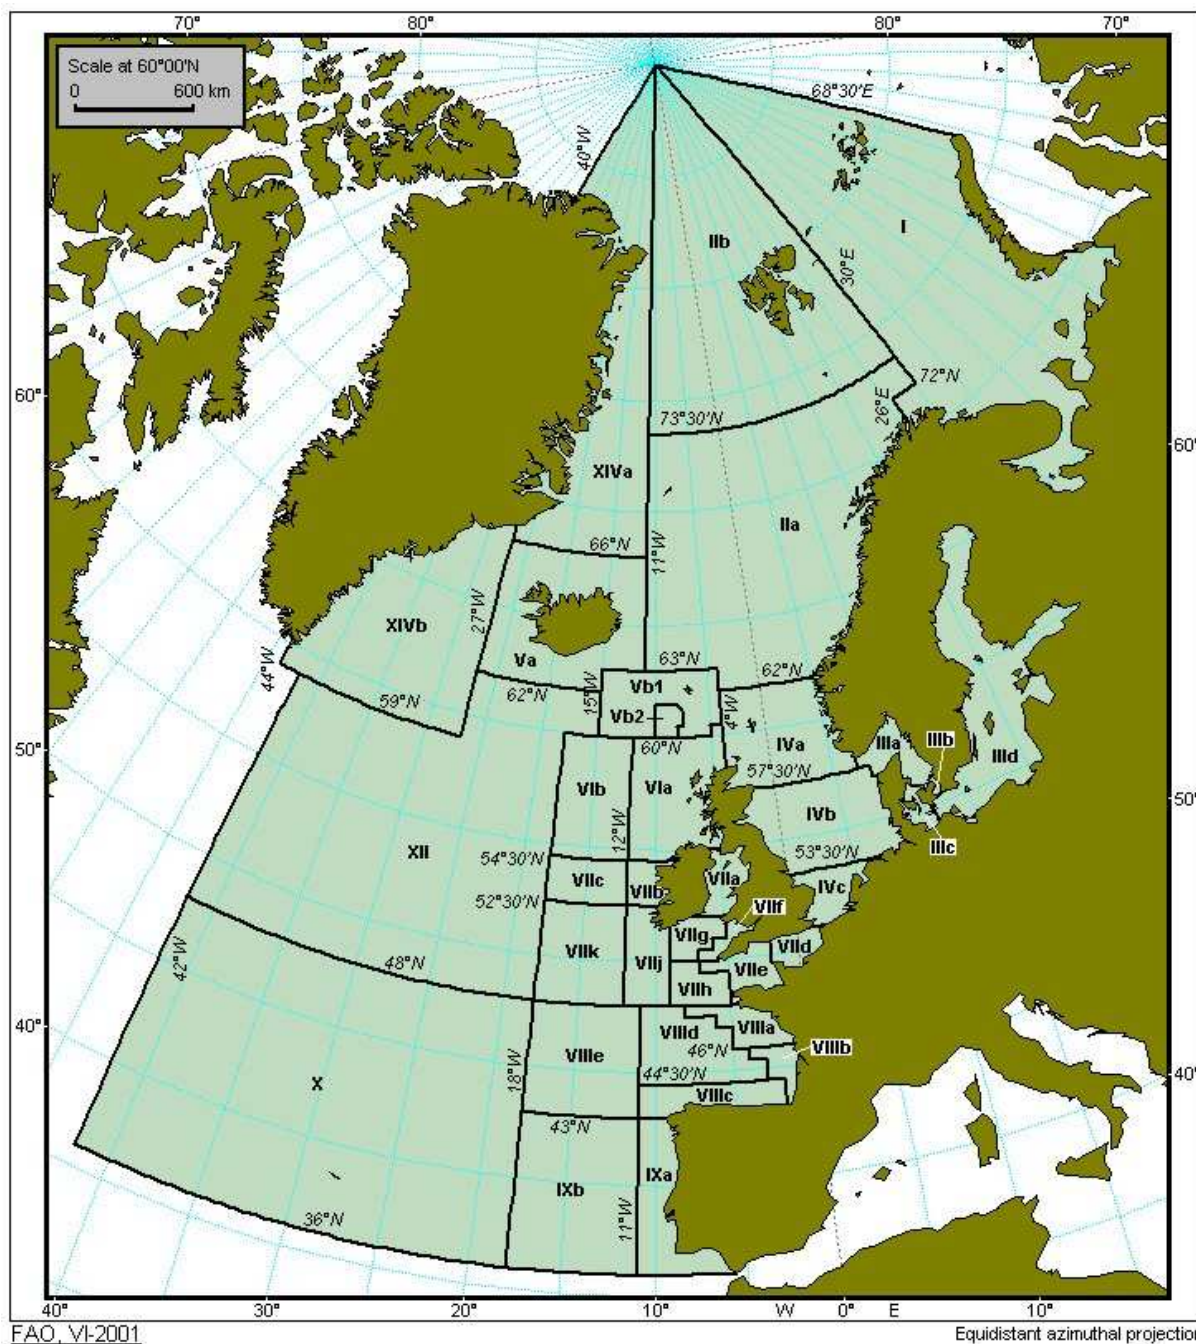 70° 80° 80° 70°
Scale at 60°00'N
0 600 km
68°30'E
40°W
I
IIb
30°E
60°
72°N
26°E
73°30'N
60°
XIVa
IIa
66°N
11°W
27°W
XIVb
Va
63°N
62°N
44°W
Vb1
15°W
62°N
59°N
Vb2
4°W
IVa
IIIa
IIIb
IIId
50°
60°N
57°30'N
VIb
VIa
50°
IVb
12°W
IIIc
XII
54°30'N
53°30'N
VIIc
VIIb
VIIa
IVc
52°30'N
VIIf
VIIg
VIId
42°W
48°N
VIIk
VIIj
VIIe
VIIh
40°
VIIId
VIIIa
VIIIe
46°N
VIIIb
18°W
44°30'N
40°
X
VIIIc
43°N
IXa
IXb
36°N
11°W
40° 30° 20° 10° W 0° E 10°
FAO, VI-2001
Equidistant azimuthal projection